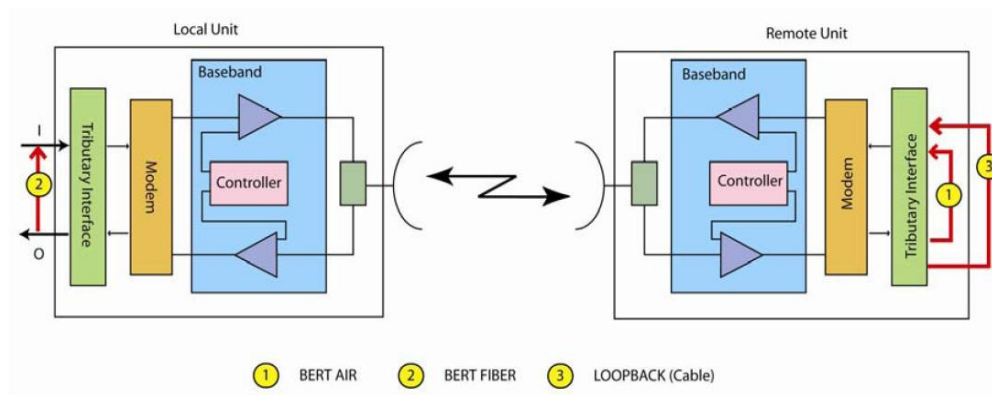 Local Unit
Remote Unit
Baseband
Baseband
I
Tributary Interface
Modem
Controller
2
O
Controller
Modem
Tributary Interface
1
3
1 BERT AIR 2 BERT FIBER 3 LOOPBACK (Cable)